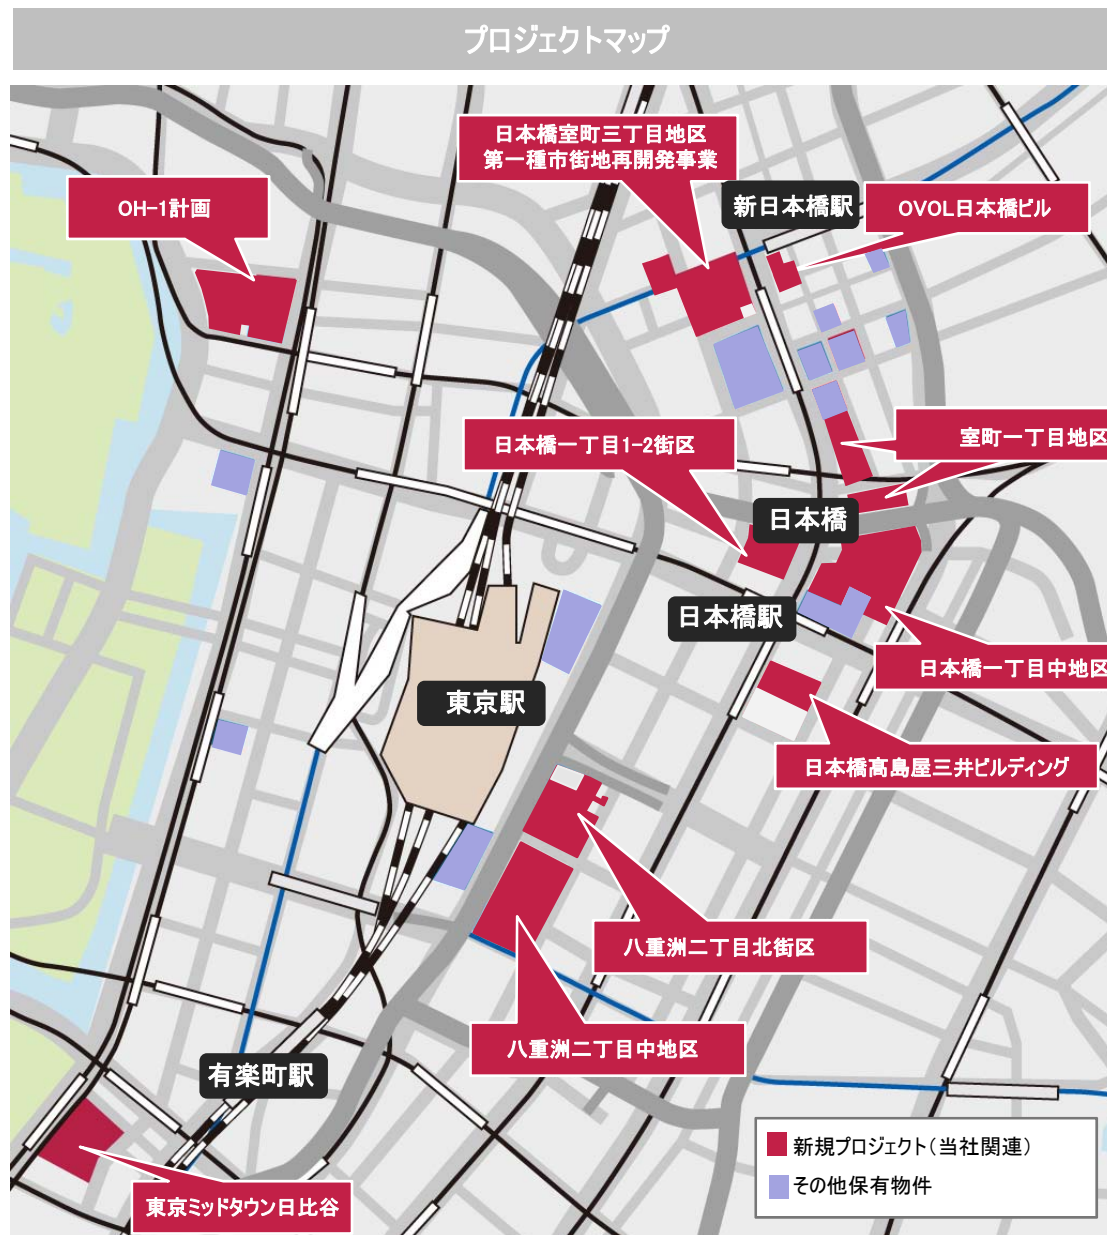 プロジェクトマップ
日本橋室町三丁目地区
第一種市街地再開発事業
OH-1計画
新日本橋駅
OVOL日本橋ビル
日本橋一丁目1-2街区
室町一丁目地区
日本橋
日本橋駅
日本橋一丁目中地区
東京駅
日本橋髙島屋三井ビルディング
八重洲二丁目北街区
八重洲二丁目中地区
有楽町駅
東京ミッドタウン日比谷
新規プロジェクト（当社関連）
その他保有物件